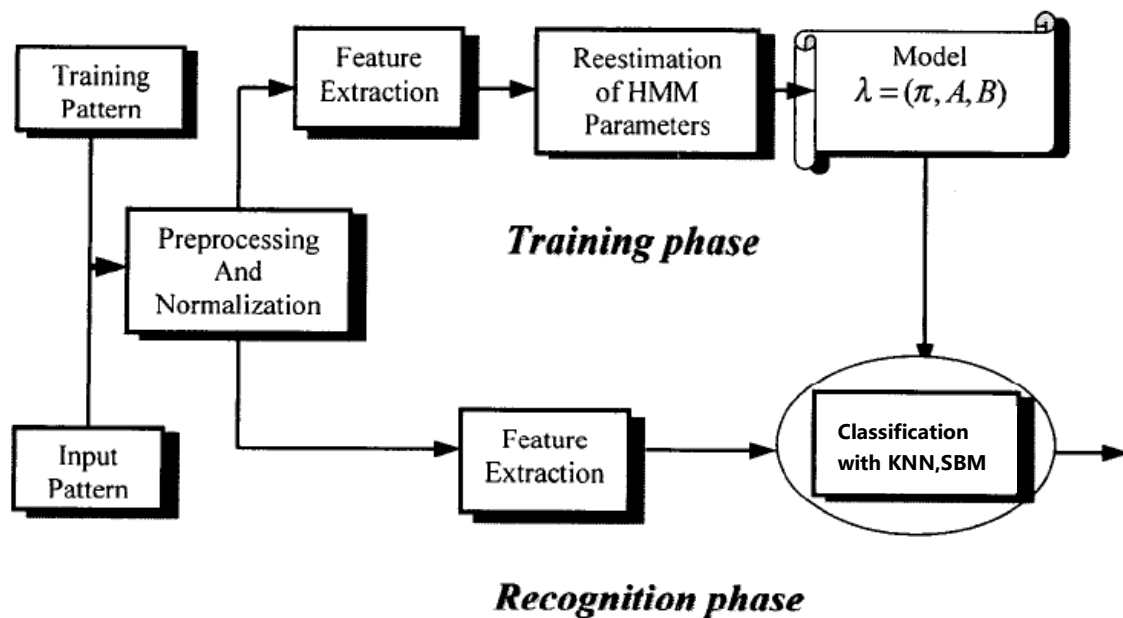 Training
Pattern
Feature
Extraction
Reestimation
of HMM
Parameters
Model
λ = (π, A, B)
Preprocessing
And
Normalization
Training phase
Input
Pattern
Feature
Extraction
Classification
with KNN,SBM
Recognition phase